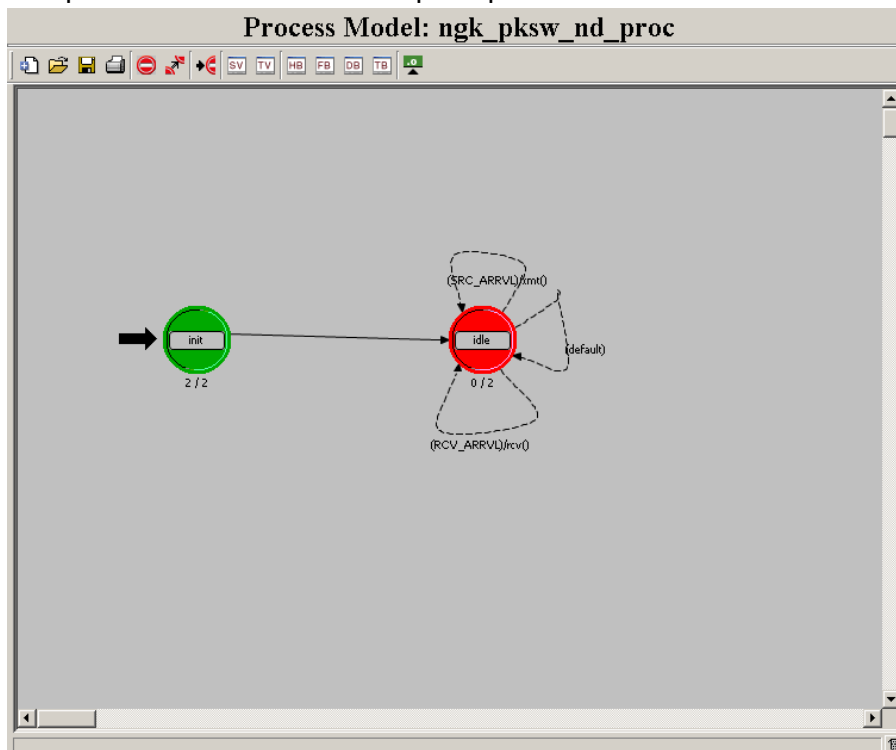 Process Model: ngk_pksw_nd_proc
SV TV HB FB DB TB .0
(SRC_ARRVL)/xmt()
init
idle
(default)
2 / 2
0 / 2
(RCV_ARRVL)/rcv()